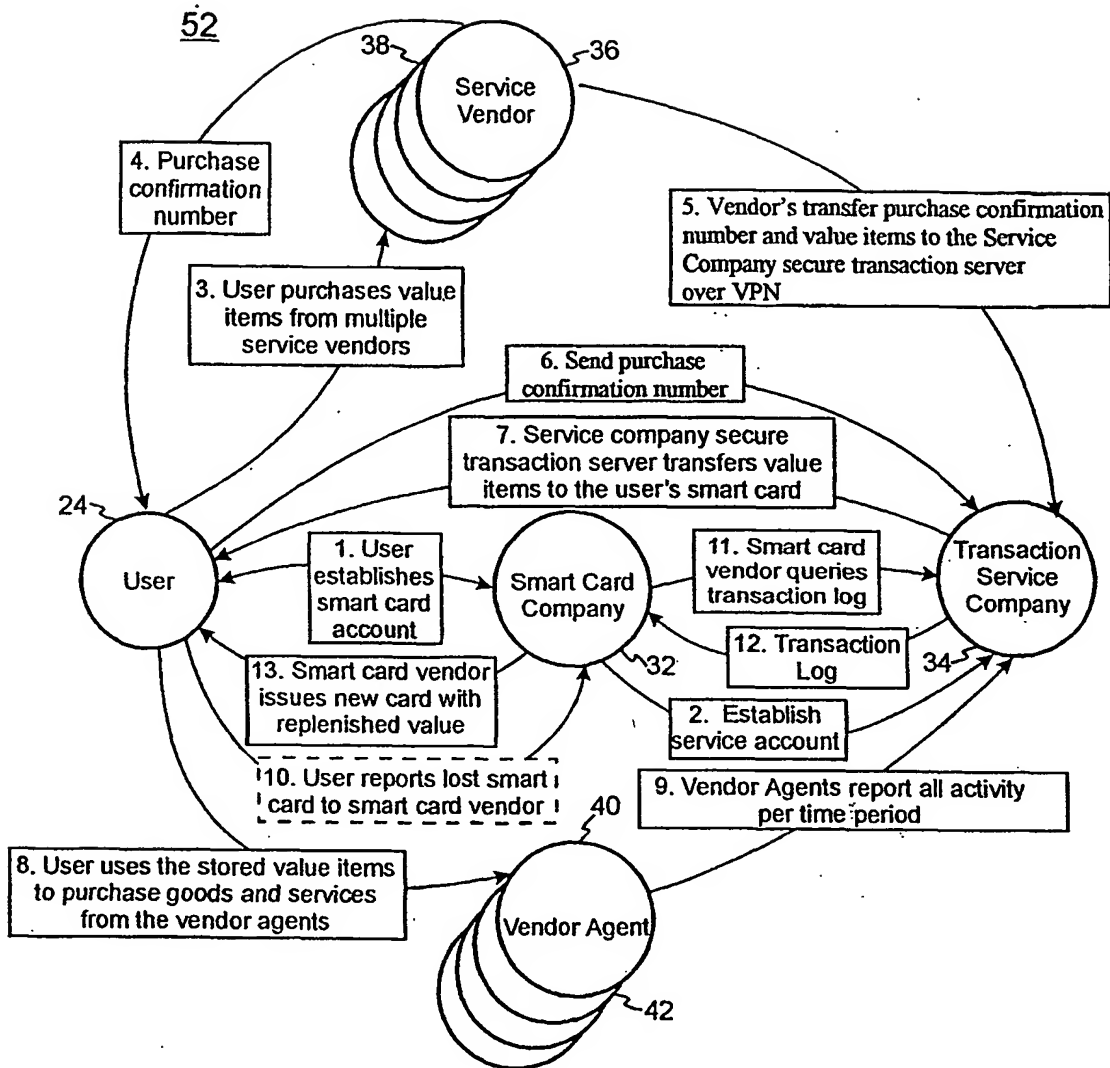 52
38
36
Service
Vendor
4. Purchase
confirmation
number
5. Vendor's transfer purchase confirmation
number and value items to the Service
Company secure transaction server
over VPN
3. User purchases value
items from multiple
service vendors
6. Send purchase
confirmation number
7. Service company secure
transaction server transfers value
items to the user's smart card
24
User
1. User
establishes
smart card
account
Smart Card
Company
11. Smart card
vendor queries
transaction log
Transaction
Service
Company
12. Transaction
Log
32
34
13. Smart card vendor
issues new card with
replenished value
2. Establish
service account
10. User reports lost smart
card to smart card vendor
9. Vendor Agents report all activity
per time period
40
8. User uses the stored value items
to purchase goods and services
from the vendor agents
Vendor Agent
42